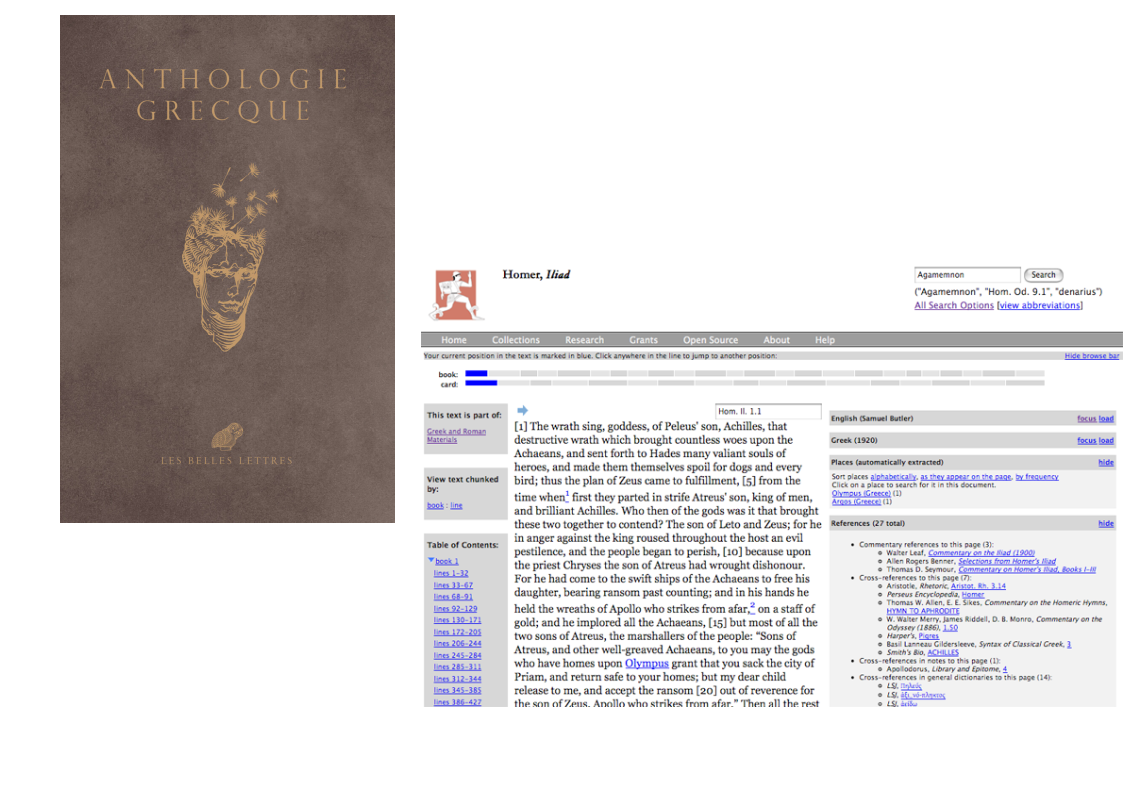 ANTHOLOGIE
GRECQUE
LES BELLES LETTRES
Homer, Iliad
Agamemnon
Search
("Agamemnon", "Hom. Od. 9.1", "denarius")
All Search Options [view abbreviations]
Home Collections Research Grants Open Source About Help
Your current position in the text is marked in blue. Click anywhere in the line to jump to another position:
Hide browse bar
book:
card:
This text is part of:
Greek and Roman
Materials
View text chunked
by:
book : line
Table of Contents:
book 1
lines 1–32
lines 33–67
lines 68–91
lines 92–129
lines 130–171
lines 172–205
lines 206–244
lines 245–284
lines 285–311
lines 312–344
lines 345–385
lines 386–427
Hom. Il. 1.1
[1] The wrath sing, goddess, of Peleus' son, Achilles, that
destructive wrath which brought countless woes upon the
Achaeans, and sent forth to Hades many valiant souls of
heroes, and made them themselves spoil for dogs and every
bird; thus the plan of Zeus came to fulfillment, [5] from the
time when1 first they parted in strife Atreus' son, king of men,
and brilliant Achilles. Who then of the gods was it that brought
these two together to contend? The son of Leto and Zeus; for he
in anger against the king roused throughout the host an evil
pestilence, and the people began to perish, [10] because upon
the priest Chryses the son of Atreus had wrought dishonour.
For he had come to the swift ships of the Achaeans to free his
daughter, bearing ransom past counting; and in his hands he
held the wreaths of Apollo who strikes from afar,2 on a staff of
gold; and he implored all the Achaeans, [15] but most of all the
two sons of Atreus, the marshallers of the people: “Sons of
Atreus, and other well-greaved Achaeans, to you may the gods
who have homes upon Olympus grant that you sack the city of
Priam, and return safe to your homes; but my dear child
release to me, and accept the ransom [20] out of reverence for
the son of Zeus, Apollo who strikes from afar.” Then all the rest
English (Samuel Butler)
focus load
Greek (1920)
focus load
Places (automatically extracted)
hide
Sort places alphabetically, as they appear on the page, by frequency
Click on a place to search for it in this document.
Olympus (Greece) (1)
Argos (Greece) (1)
References (27 total)
hide
Commentary references to this page (3):
Walter Leaf, Commentary on the Iliad (1900)
Allen Rogers Benner, Selections from Homer's Iliad
Thomas D. Seymour, Commentary on Homer's Iliad, Books I-III
Cross-references to this page (7):
Aristotle, Rhetoric, Aristot. Rh. 3.14
Perseus Encyclopedia, Homer
Thomas W. Allen, E. E. Sikes, Commentary on the Homeric Hymns,
HYMN TO APHRODITE
W. Walter Merry, James Riddell, D. B. Monro, Commentary on the
Odyssey (1886), 1.50
Harper's, Pigres
Basil Lanneau Gildersleeve, Syntax of Classical Greek, 3
Smith's Bio, ACHILLES
Cross-references in notes to this page (1):
Apollodorus, Library and Epitome, 4
Cross-references in general dictionaries to this page (14):
LSJ, Πηλεύς
LSJ,
LSJ, ἀείδω